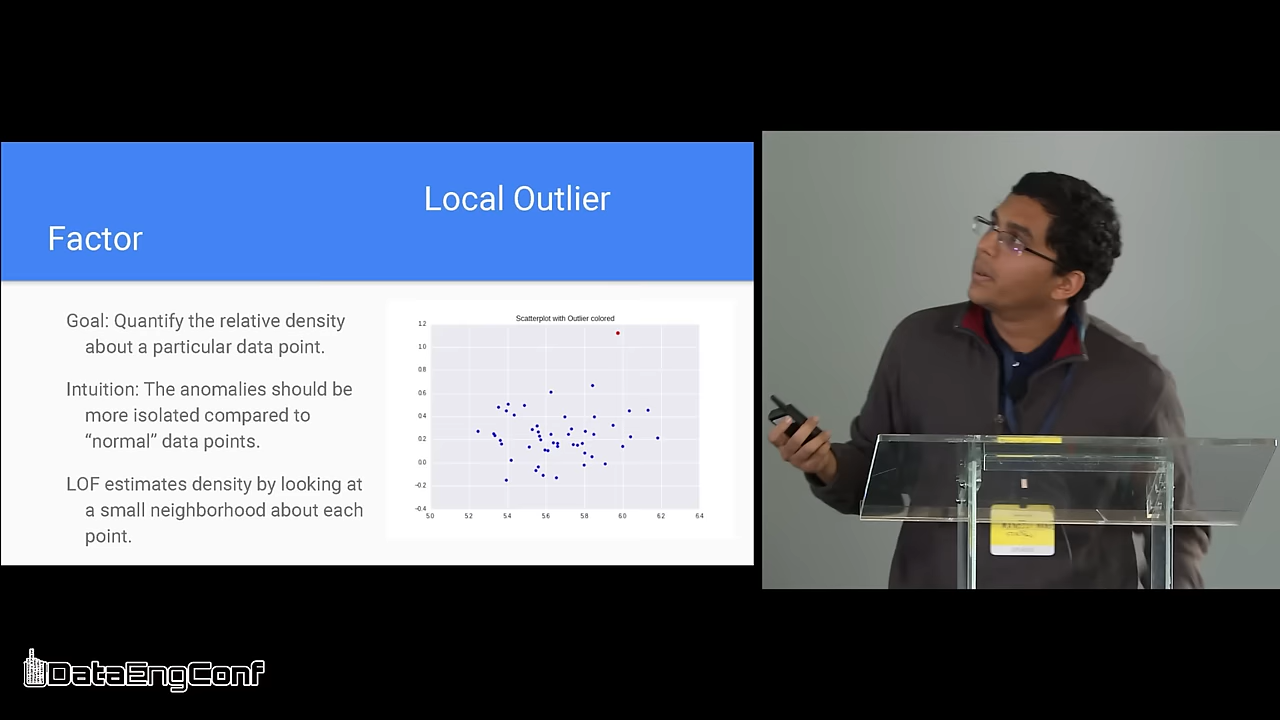 Local Outlier
Factor
Goal: Quantify the relative density
about a particular data point.
Intuition: The anomalies should be
more isolated compared to
“normal” data points.
LOF estimates density by looking at
a small neighborhood about each
point.
Scatterplot with Outlier colored
1.2
1.0
0.8
0.6
0.4
0.2
0.0
−0.2
−0.4
5.0 5.2 5.4 5.6 5.8 6.0 6.2 6.4
DataEngConf